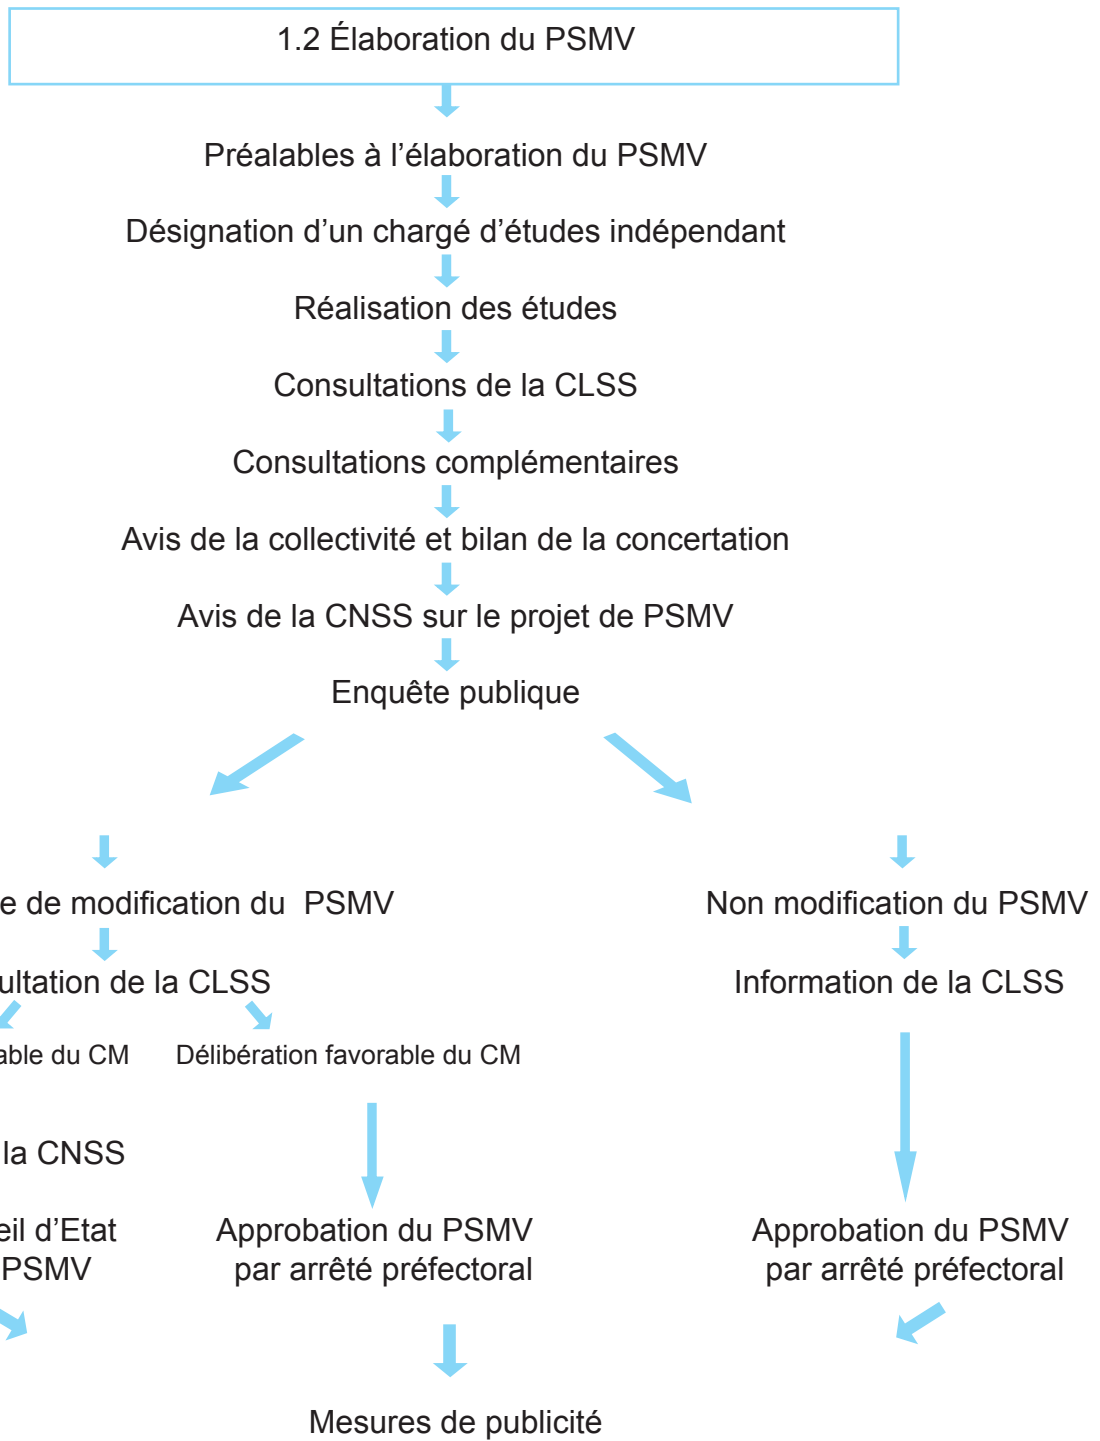 1.2 Élaboration du PSMV
Préalables à l’élaboration du PSMV
Désignation d’un chargé d’études indépendant
Réalisation des études
Consultations de la CLSS
Consultations complémentaires
Avis de la collectivité et bilan de la concertation
Avis de la CNSS sur le projet de PSMV
Enquête publique
de modification du PSMV
Non modification du PSMV
de la CLSS
Information de la CLSS
du CM
Délibération favorable du CM
la CNSS
d’Etat
PSMV
Approbation du PSMV
par arrêté préfectoral
Approbation du PSMV
par arrêté préfectoral
Mesures de publicité